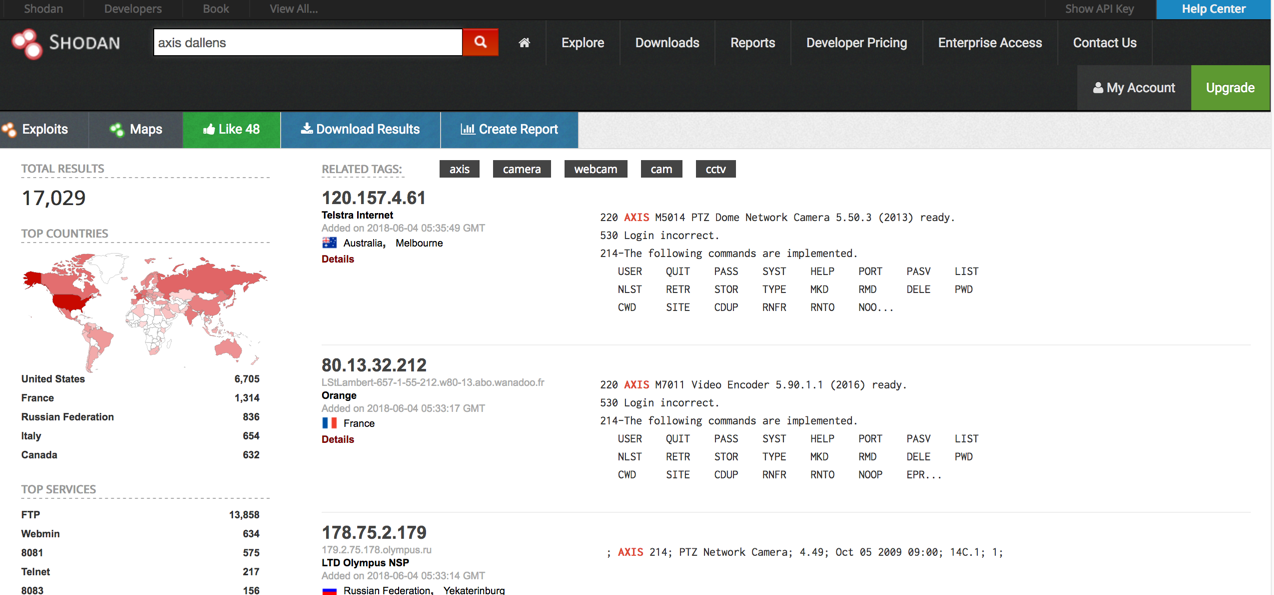 Shodan Developers Book View All... Show API Key Help Center
SHODAN axis dallens Explore Downloads Reports Developer Pricing Enterprise Access Contact Us
My Account Upgrade
Exploits Maps Like 48 Download Results Create Report
TOTAL RESULTS
17,029
TOP COUNTRIES
United States 6,705
France 1,314
Russian Federation 836
Italy 654
Canada 632
TOP SERVICES
FTP 13,858
Webmin 634
8081 575
Telnet 217
8083 156
RELATED TAGS: axis camera webcam cam cctv
120.157.4.61
Telstra Internet
Added on 2018-06-04 05:35:49 GMT
Australia, Melbourne
Details
220 AXIS M5014 PTZ Dome Network Camera 5.50.3 (2013) ready.
530 Login incorrect.
214-The following commands are implemented.
USER QUIT PASS SYST HELP PORT PASV LIST
NLST RETR STOR TYPE MKD RMD DELE PWD
CWD SITE CDUP RNFR RNTO NOO...
80.13.32.212
LStLambert-657-1-55-212.w80-13.abo.wanadoo.fr
Orange
Added on 2018-06-04 05:33:17 GMT
France
Details
220 AXIS M7011 Video Encoder 5.90.1.1 (2016) ready.
530 Login incorrect.
214-The following commands are implemented.
USER QUIT PASS SYST HELP PORT PASV LIST
NLST RETR STOR TYPE MKD RMD DELE PWD
CWD SITE CDUP RNFR RNTO NOOP EPR...
178.75.2.179
179.2.75.178.olympus.ru
LTD Olympus NSP
Added on 2018-06-04 05:33:14 GMT
Russian Federation, Yekaterinburg
; AXIS 214; PTZ Network Camera; 4.49; Oct 05 2009 09:00; 14C.1; 1;